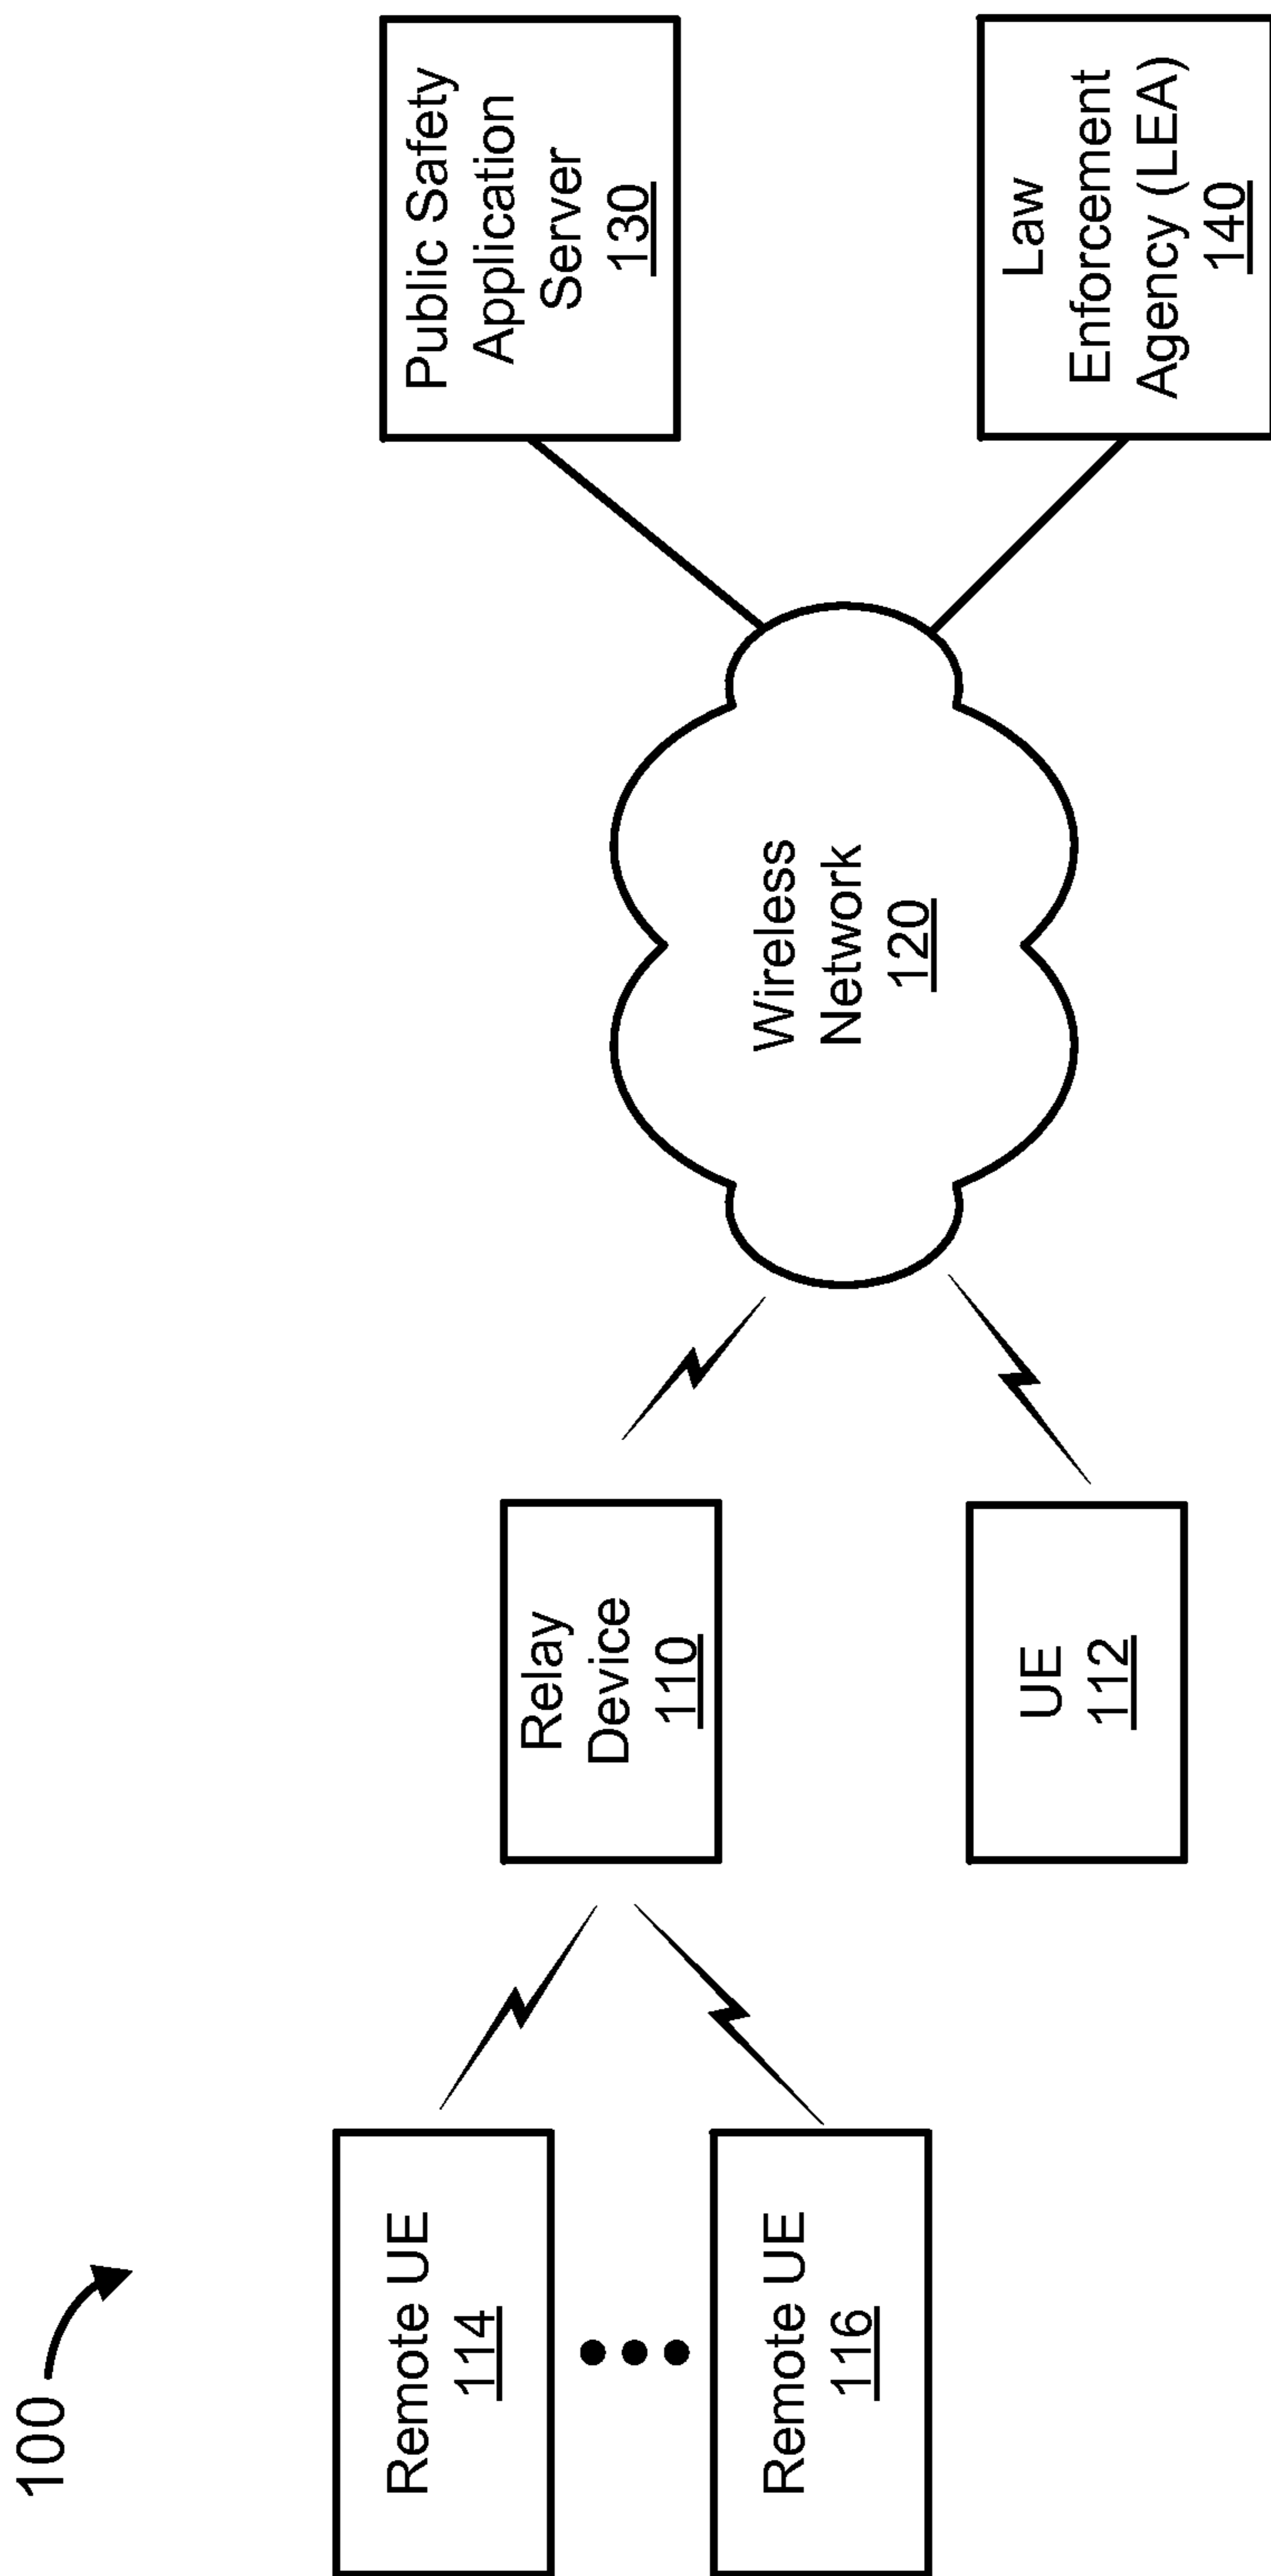 100
Remote UE
114
Remote UE
116
Relay
Device
110
UE
112
Wireless
Network
120
Public Safety
Application
Server
130
Law
Enforcement
Agency (LEA)
140